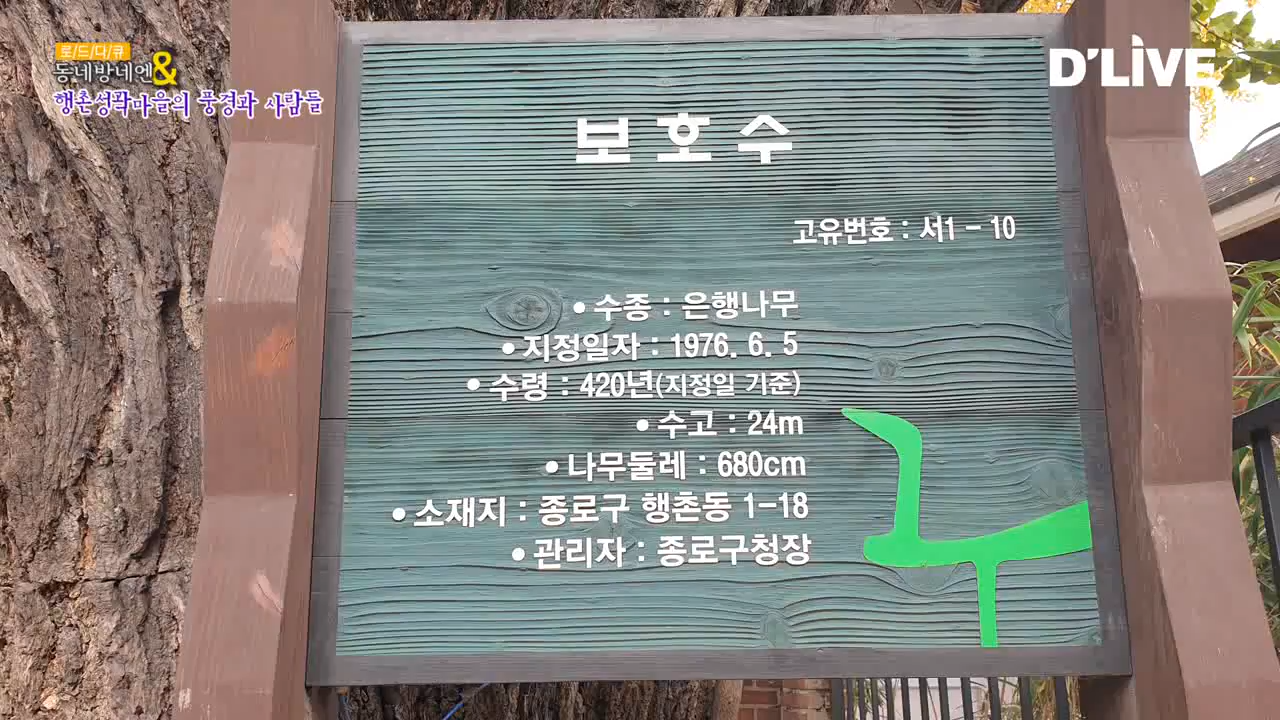 로/드/다/큐
동네방네엔&
행촌성곽마을의 풍경과 사람들
D'LIVE
보호수
고유번호 : 서1 - 10
• 수종 : 은행나무
• 지정일자 : 1976. 6. 5
• 수령 : 420년(지정일 기준)
• 수고 : 24m
• 나무둘레 : 680cm
• 소재지 : 종로구 행촌동 1-18
• 관리자 : 종로구청장